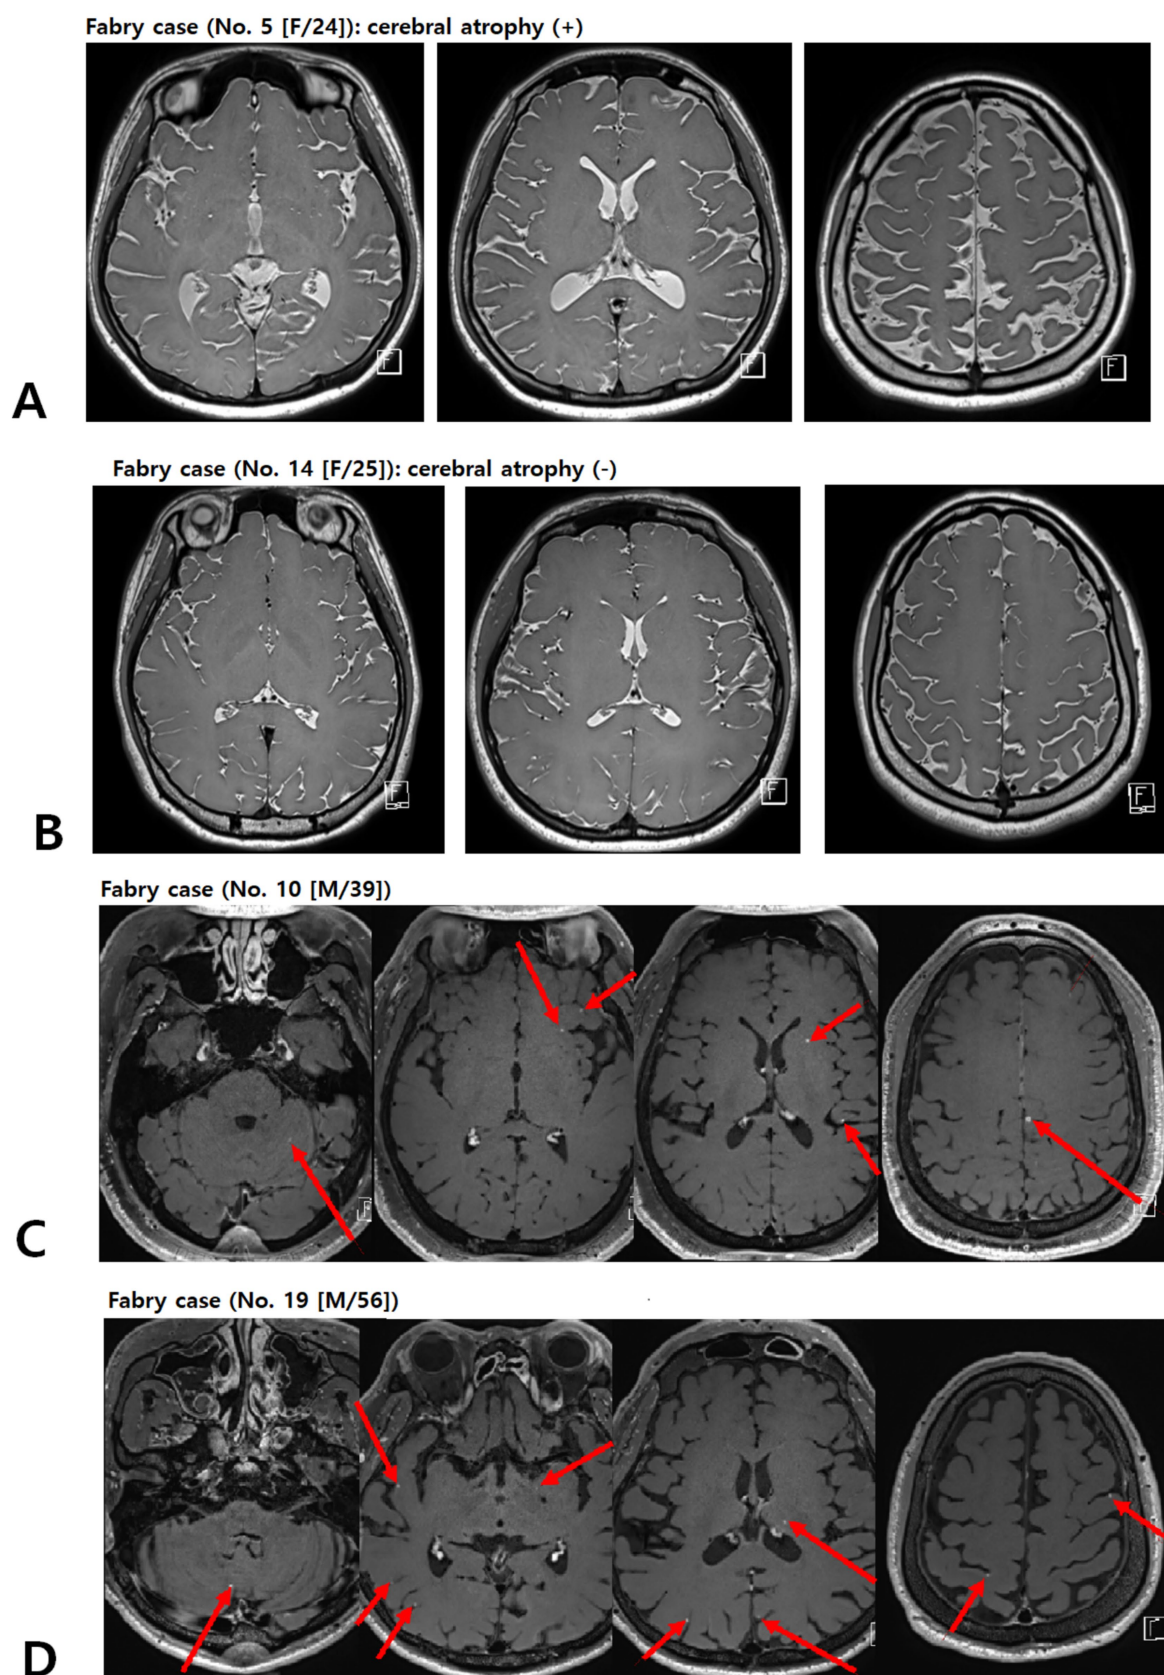 Fabry case (No. 5 [F/24]): cerebral atrophy (+)
F
F
F
A
Fabry case (No. 14 [F/25]): cerebral atrophy (-)
F
F
F
B
Fabry case (No. 10 [M/39])
C
Fabry case (No. 19 [M/56])
D